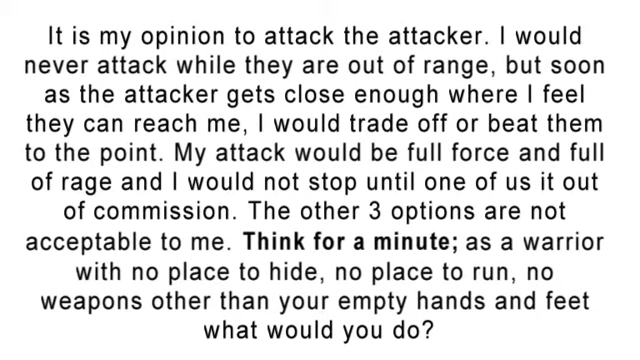 It is my opinion to attack the attacker. I would
never attack while they are out of range, but soon
as the attacker gets close enough where I feel
they can reach me, I would trade off or beat them
to the point. My attack would be full force and full
of rage and I would not stop until one of us it out
of commission. The other 3 options are not
acceptable to me. Think for a minute; as a warrior
with no place to hide, no place to run, no
weapons other than your empty hands and feet
what would you do?